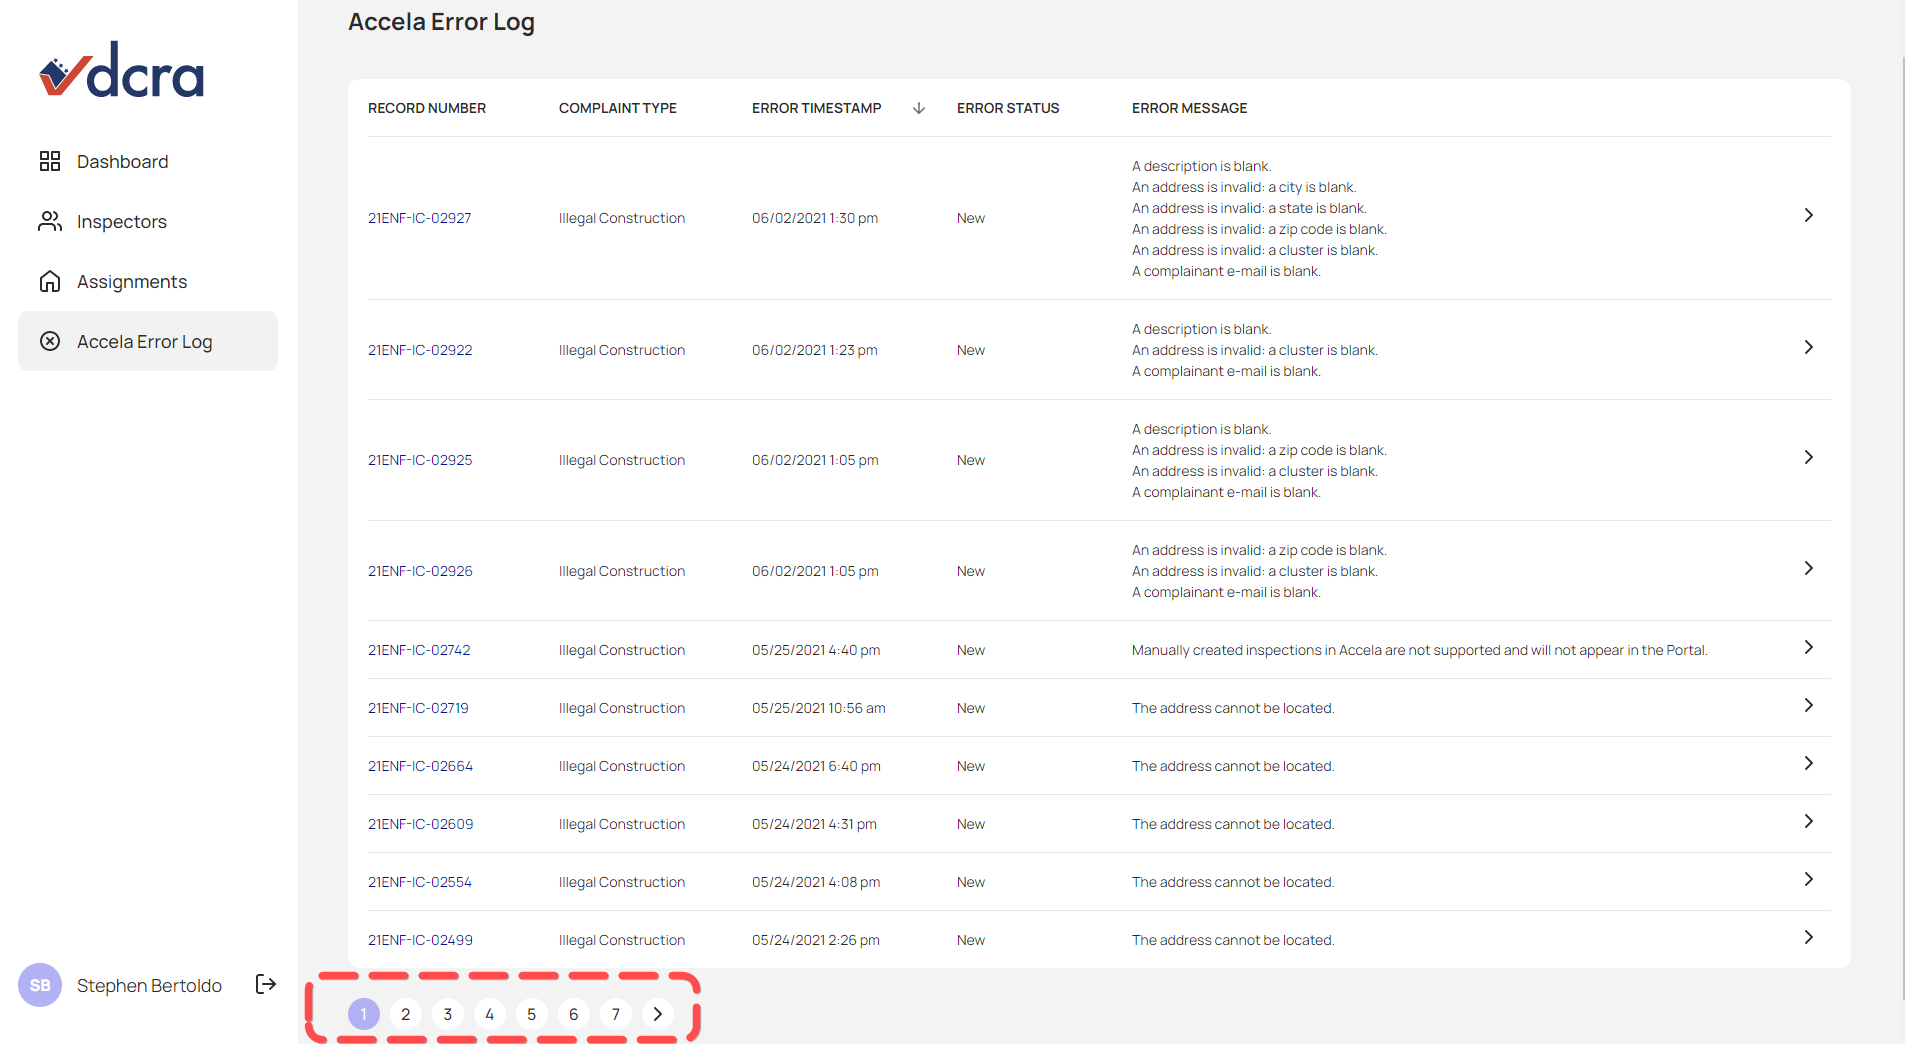 Accela Error Log
dcra
Dashboard
Inspectors
Assignments
Accela Error Log
RECORD NUMBER COMPLAINT TYPE ERROR TIMESTAMP ERROR STATUS ERROR MESSAGE
A description is blank.
An address is invalid: a city is blank.
An address is invalid: a state is blank.
21ENF-IC-02927 Illegal Construction 06/02/2021 1:30 pm New
An address is invalid: a zip code is blank.
An address is invalid: a cluster is blank.
A complainant e-mail is blank.
A description is blank.
21ENF-IC-02922 Illegal Construction 06/02/2021 1:23 pm New An address is invalid: a cluster is blank.
A complainant e-mail is blank.
A description is blank.
An address is invalid: a zip code is blank.
21ENF-IC-02925 Illegal Construction 06/02/2021 1:05 pm New
An address is invalid: a cluster is blank.
A complainant e-mail is blank.
An address is invalid: a zip code is blank.
21ENF-IC-02926 Illegal Construction 06/02/2021 1:05 pm New An address is invalid: a cluster is blank.
A complainant e-mail is blank.
21ENF-IC-02742 Illegal Construction 05/25/2021 4:40 pm New Manually created inspections in Accela are not supported and will not appear in the Portal.
21ENF-IC-02719 Illegal Construction 05/25/2021 10:56 am New The address cannot be located.
21ENF-IC-02664 Illegal Construction 05/24/2021 6:40 pm New The address cannot be located.
21ENF-IC-02609 Illegal Construction 05/24/2021 4:31 pm New The address cannot be located.
21ENF-IC-02554 Illegal Construction 05/24/2021 4:08 pm New The address cannot be located.
21ENF-IC-02499 Illegal Construction 05/24/2021 2:26 pm New The address cannot be located.
SB Stephen Bertoldo
1 2 3 4 5 6 7